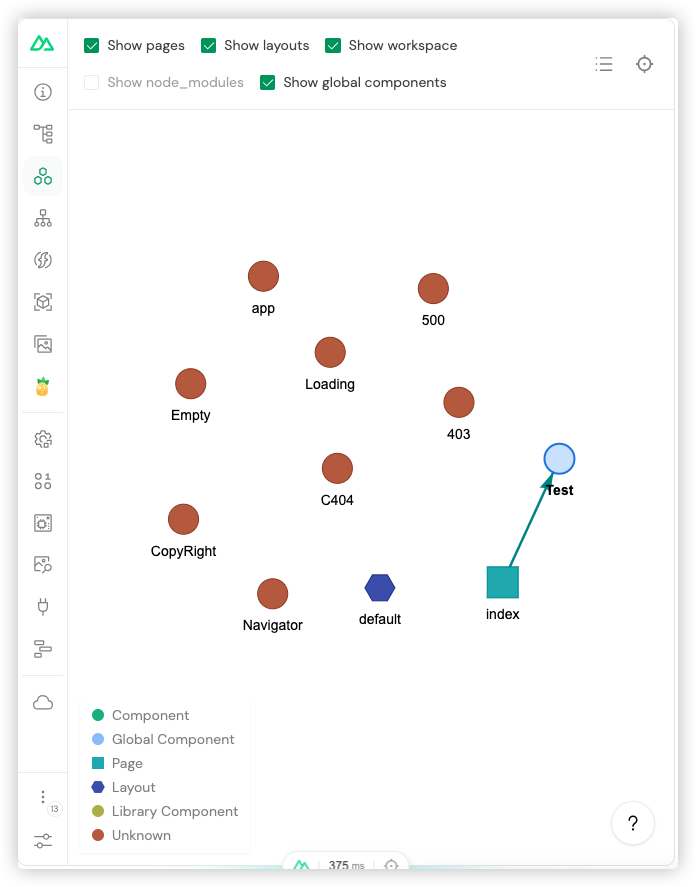 Show pages Show layouts Show workspace
Show node_modules Show global components
app
500
Loading
Empty
403
Test
C404
CopyRight
default
index
Navigator
Component
Global Component
Page
Layout
Library Component
Unknown
13
?
375 ms